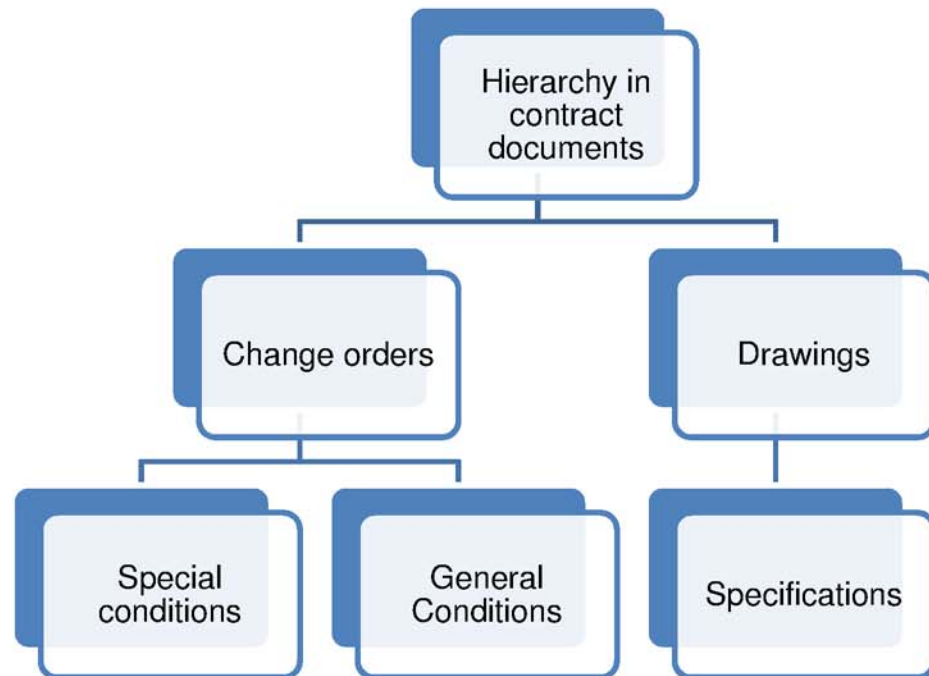 Hierarchy in
contract
documents
Change orders
Drawings
Special
conditions
General
Conditions
Specifications